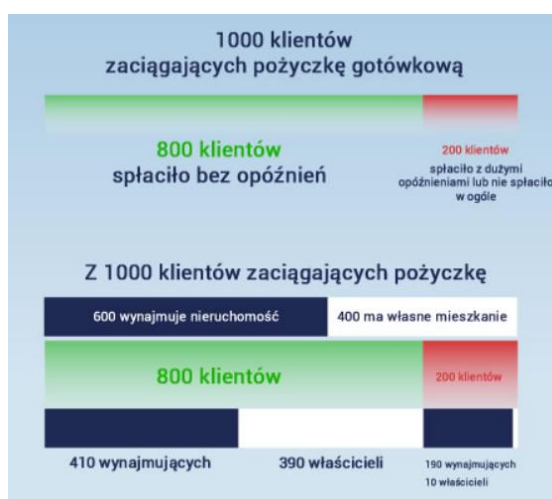 1000 klientów
zaciągających pożyczkę gotówkową
800 klientów
spłaciło bez opóźnień
200 klientów
spłaciło z dużymi
opóźnieniami lub nie spłaciło
w ogóle
Z 1000 klientów zaciągających pożyczkę
600 wynajmuje nieruchomość
400 ma własne mieszkanie
800 klientów
200 klientów
410 wynajmujących
390 właścicieli
190 wynajmujących
10 właścicieli